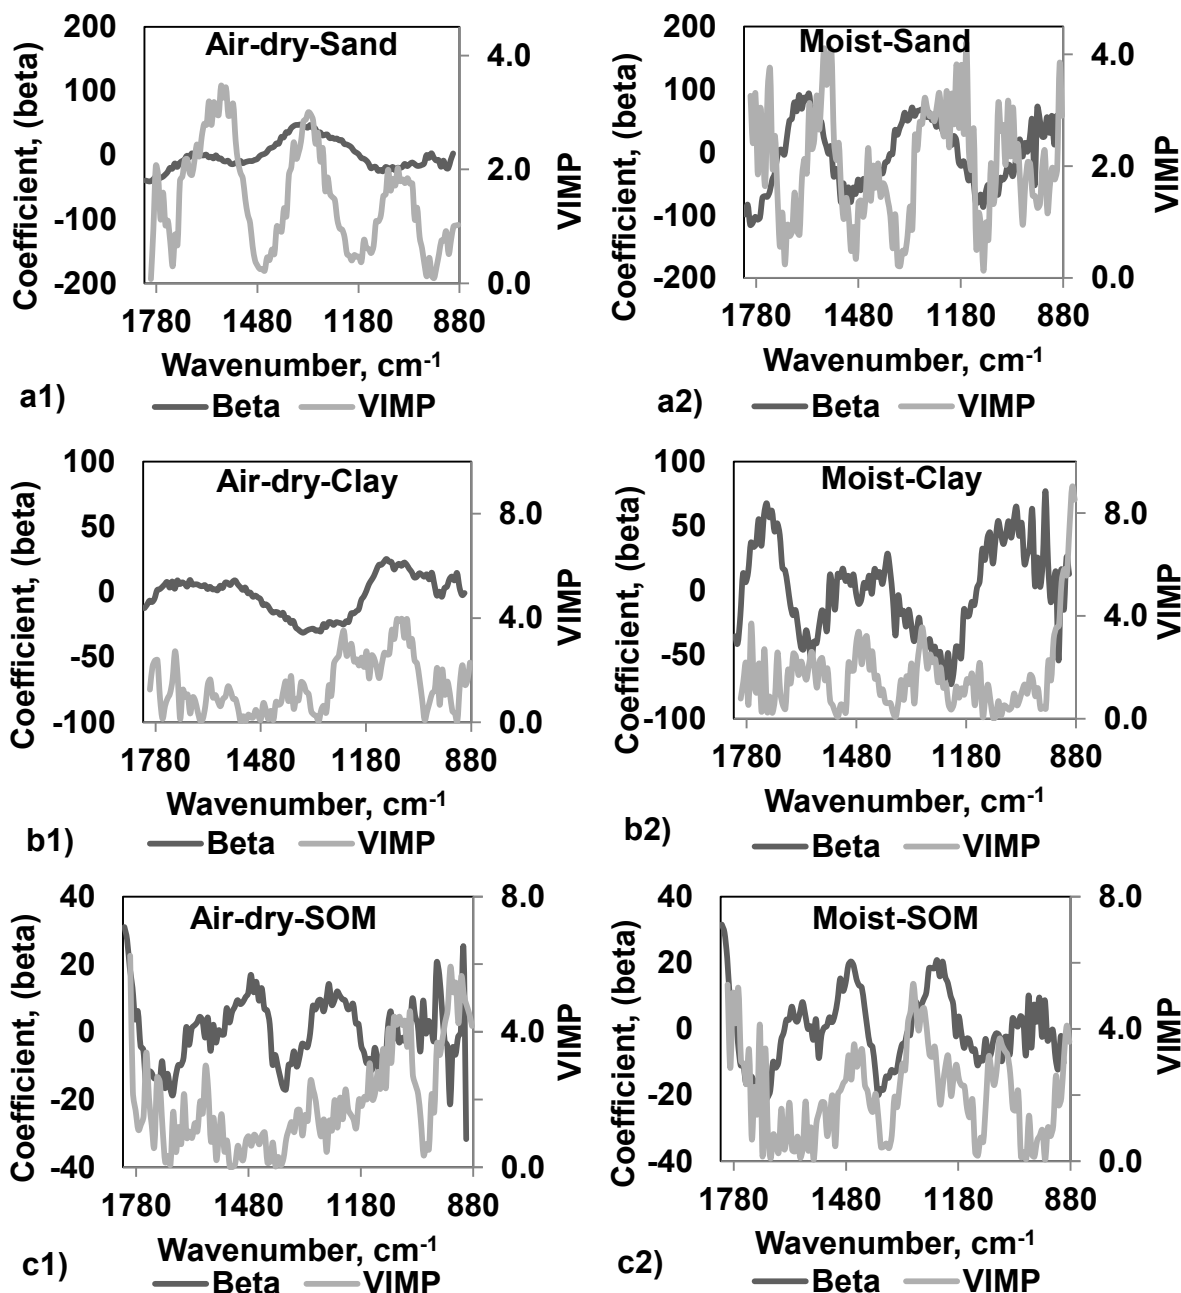 Air-dry-Sand
Coefficient, (beta)
200
100
0
-100
-200
4.0
2.0
0.0
VIMP
1780 1480 1180 880
Wavenumber, cm-1
a1)
Beta VIMP
Moist-Sand
Coefficient, (beta)
200
100
0
-100
-200
4.0
2.0
0.0
VIMP
1780 1480 1180 880
Wavenumber, cm-1
a2)
Beta VIMP
Air-dry-Clay
Coefficient, (beta)
100
50
0
-50
-100
8.0
4.0
0.0
VIMP
1780 1480 1180 880
Wavenumber, cm-1
b1)
Beta VIMP
Moist-Clay
Coefficient, (beta)
100
50
0
-50
-100
8.0
4.0
0.0
VIMP
1780 1480 1180 880
Wavenumber, cm-1
b2)
Beta VIMP
Air-dry-SOM
Coefficient, (beta)
40
20
0
-20
-40
8.0
4.0
0.0
VIMP
1780 1480 1180 880
Wavenumber, cm-1
c1)
Beta VIMP
Moist-SOM
Coefficient, (beta)
40
20
0
-20
-40
8.0
4.0
0.0
VIMP
1780 1480 1180 880
Wavenumber, cm-1
c2)
Beta VIMP